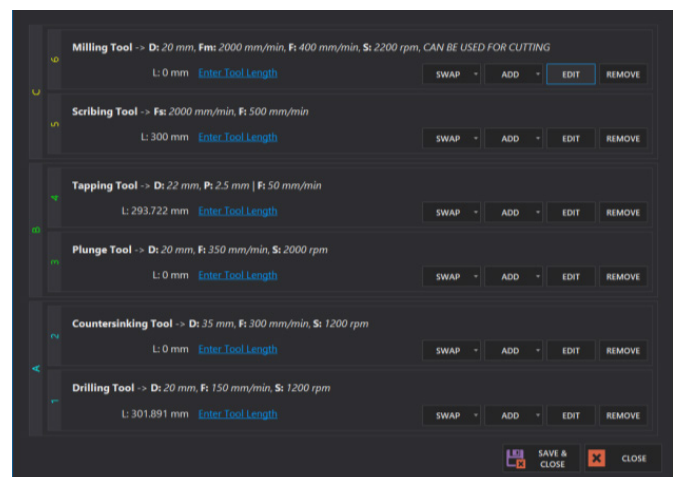 C
6
Milling Tool -> D: 20 mm, Fm: 2000 mm/min, F: 400 mm/min, S: 2200 rpm, CAN BE USED FOR CUTTING
L: 0 mm Enter Tool Length SWAP ADD EDIT REMOVE
5
Scribing Tool -> Fs: 2000 mm/min, F: 500 mm/min
L: 300 mm Enter Tool Length SWAP ADD EDIT REMOVE
B
4
Tapping Tool -> D: 22 mm, P: 2.5 mm | F: 50 mm/min
L: 293.722 mm Enter Tool Length SWAP ADD EDIT REMOVE
3
Plunge Tool -> D: 20 mm, F: 350 mm/min, S: 2000 rpm
L: 0 mm Enter Tool Length SWAP ADD EDIT REMOVE
A
2
Countersinking Tool -> D: 35 mm, F: 300 mm/min, S: 1200 rpm
L: 0 mm Enter Tool Length SWAP ADD EDIT REMOVE
1
Drilling Tool -> D: 20 mm, F: 150 mm/min, S: 1200 rpm
L: 301.891 mm Enter Tool Length SWAP ADD EDIT REMOVE
SAVE &
CLOSE
CLOSE